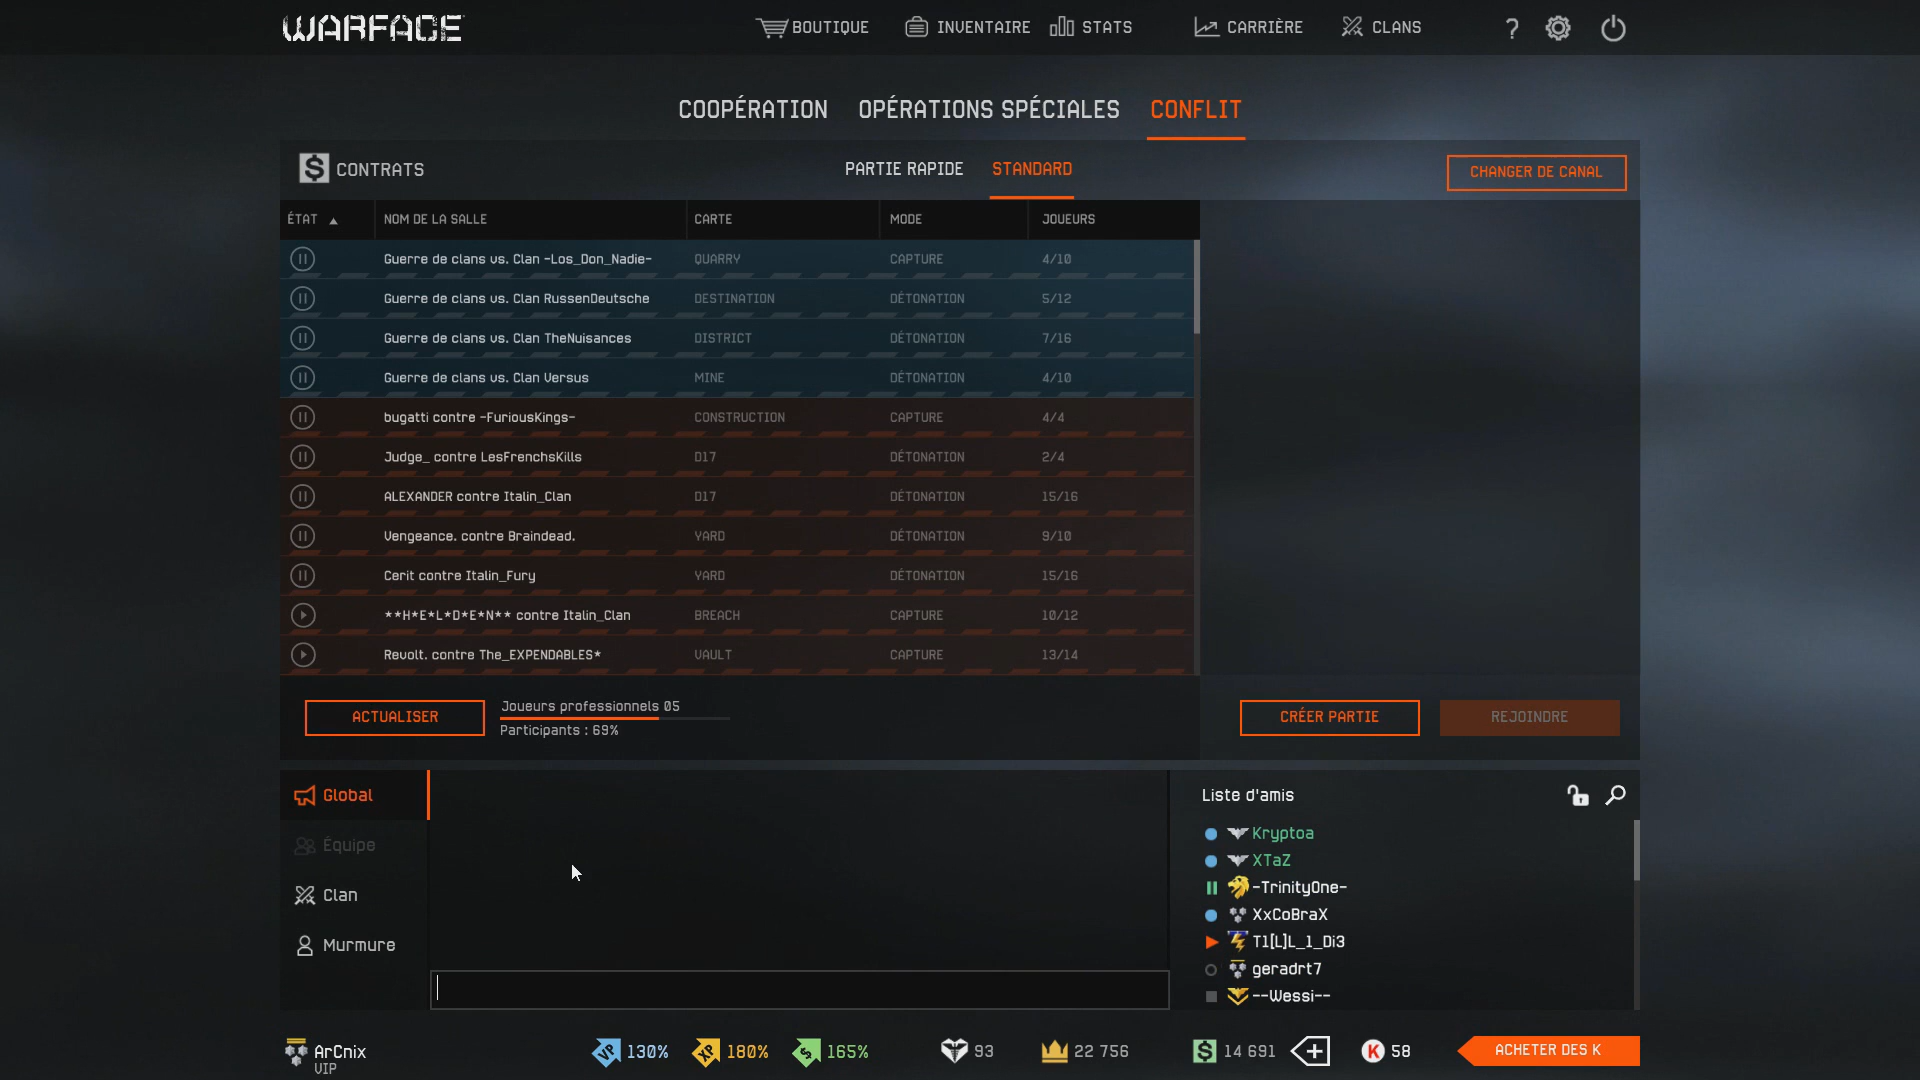 WARFACE
BOUTIQUE INVENTAIRE STATS CARRIÈRE CLANS ?
COOPÉRATION OPÉRATIONS SPÉCIALES CONFLIT
$ CONTRATS PARTIE RAPIDE STANDARD CHANGER DE CANAL
ÉTAT NOM DE LA SALLE CARTE MODE JOUEURS
Guerre de clans vs. Clan -Los_Don_Nadie- QUARRY CAPTURE 4/10
Guerre de clans vs. Clan RussenDeutsche DESTINATION DÉTONATION 5/12
Guerre de clans vs. Clan TheNuisances DISTRICT DÉTONATION 7/16
Guerre de clans vs. Clan Versus MINE DÉTONATION 4/10
bugatti contre -FuriousKings- CONSTRUCTION CAPTURE 4/4
Judge_ contre LesFrenchsKills D17 DÉTONATION 2/4
ALEXANDER contre Italin_Clan D17 DÉTONATION 15/16
Vengeance. contre Braindead. YARD DÉTONATION 9/10
Cerit contre Italin_Fury YARD DÉTONATION 15/16
**H*E*L*D*E*N** contre Italin_Clan BREACH CAPTURE 10/12
Revolt. contre The_EXPENDABLES* VAULT CAPTURE 13/14
ACTUALISER Joueurs professionnels 05 CRÉER PARTIE REJOINDRE
Participants : 69%
Global
Équipe
Clan
Murmure
Liste d'amis
Kryptoa
XTaZ
-TrinityOne-
XxCoBraX
T1[L]L_1_Di3
geradrt7
--Wessi--
ArCnix VP 130% XP 180% $ 165% 93 22 756 $ 14 691 K 58 ACHETER DES K
VIP